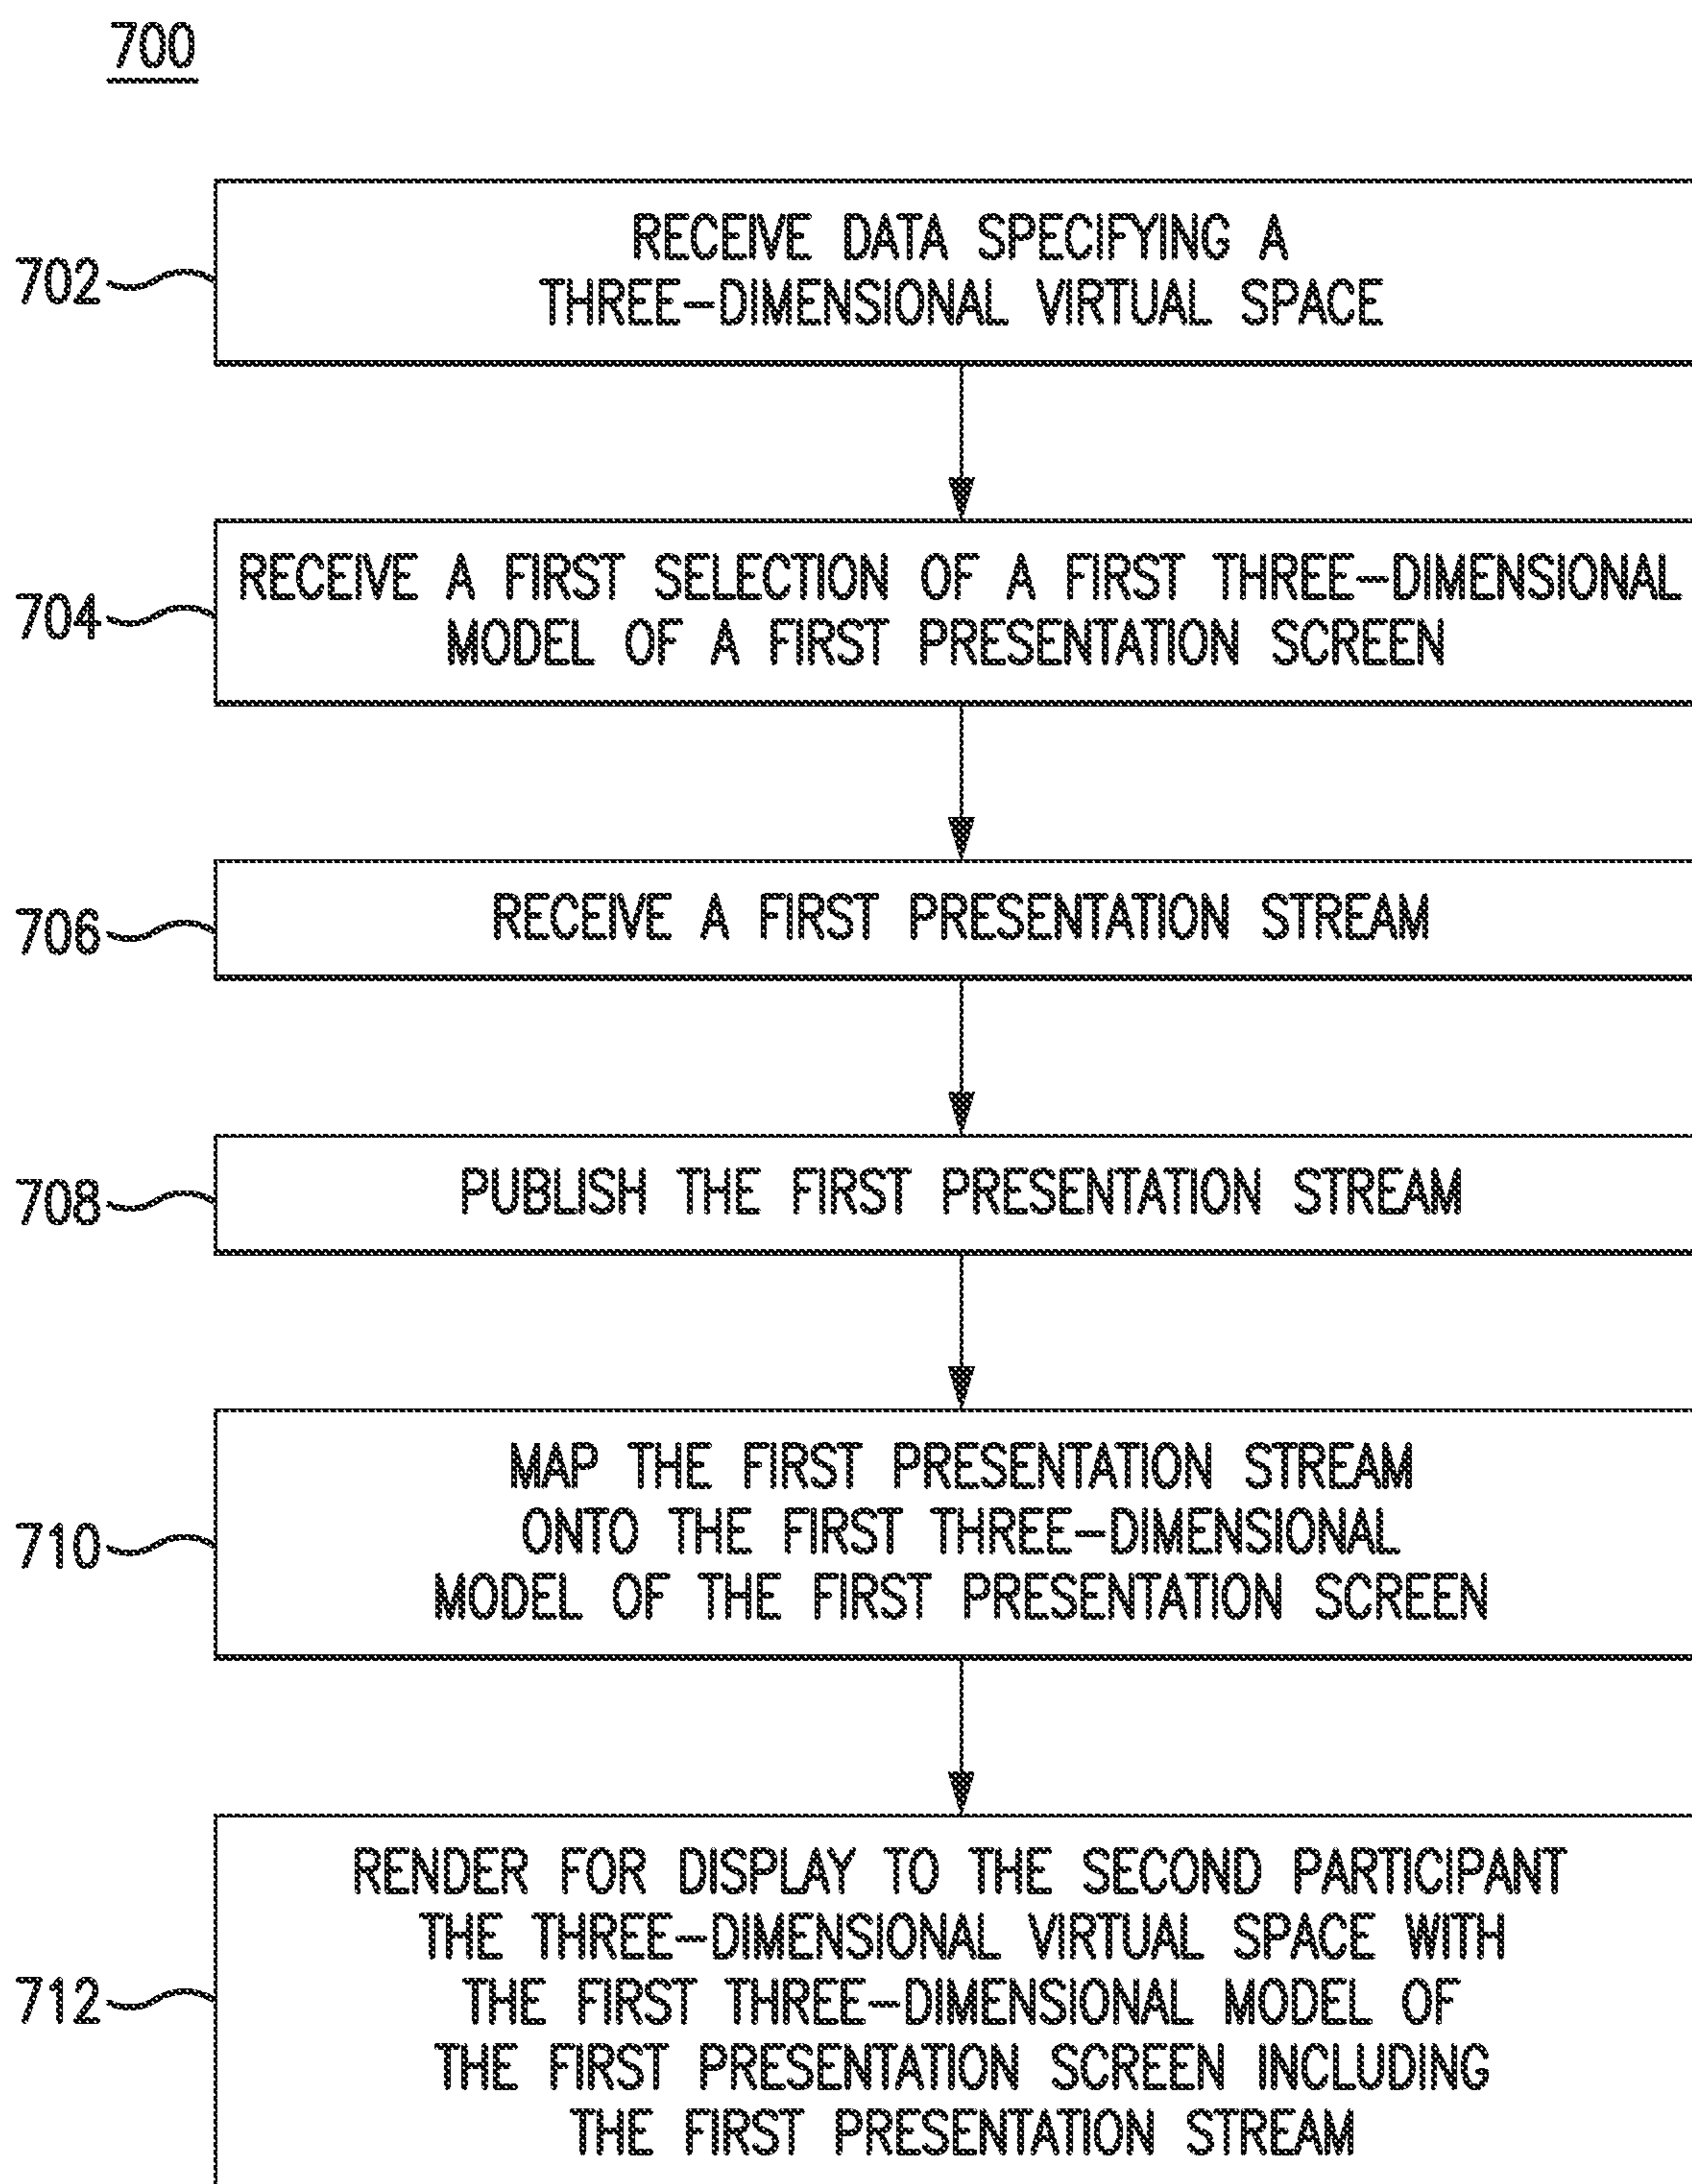 700
702
RECEIVE DATA SPECIFYING A
THREE-DIMENSIONAL VIRTUAL SPACE
704
RECEIVE A FIRST SELECTION OF A FIRST THREE-DIMENSIONAL
MODEL OF A FIRST PRESENTATION SCREEN
706
RECEIVE A FIRST PRESENTATION STREAM
708
PUBLISH THE FIRST PRESENTATION STREAM
710
MAP THE FIRST PRESENTATION STREAM
ONTO THE FIRST THREE-DIMENSIONAL
MODEL OF THE FIRST PRESENTATION SCREEN
712
RENDER FOR DISPLAY TO THE SECOND PARTICIPANT
THE THREE-DIMENSIONAL VIRTUAL SPACE WITH
THE FIRST THREE-DIMENSIONAL MODEL OF
THE FIRST PRESENTATION SCREEN INCLUDING
THE FIRST PRESENTATION STREAM